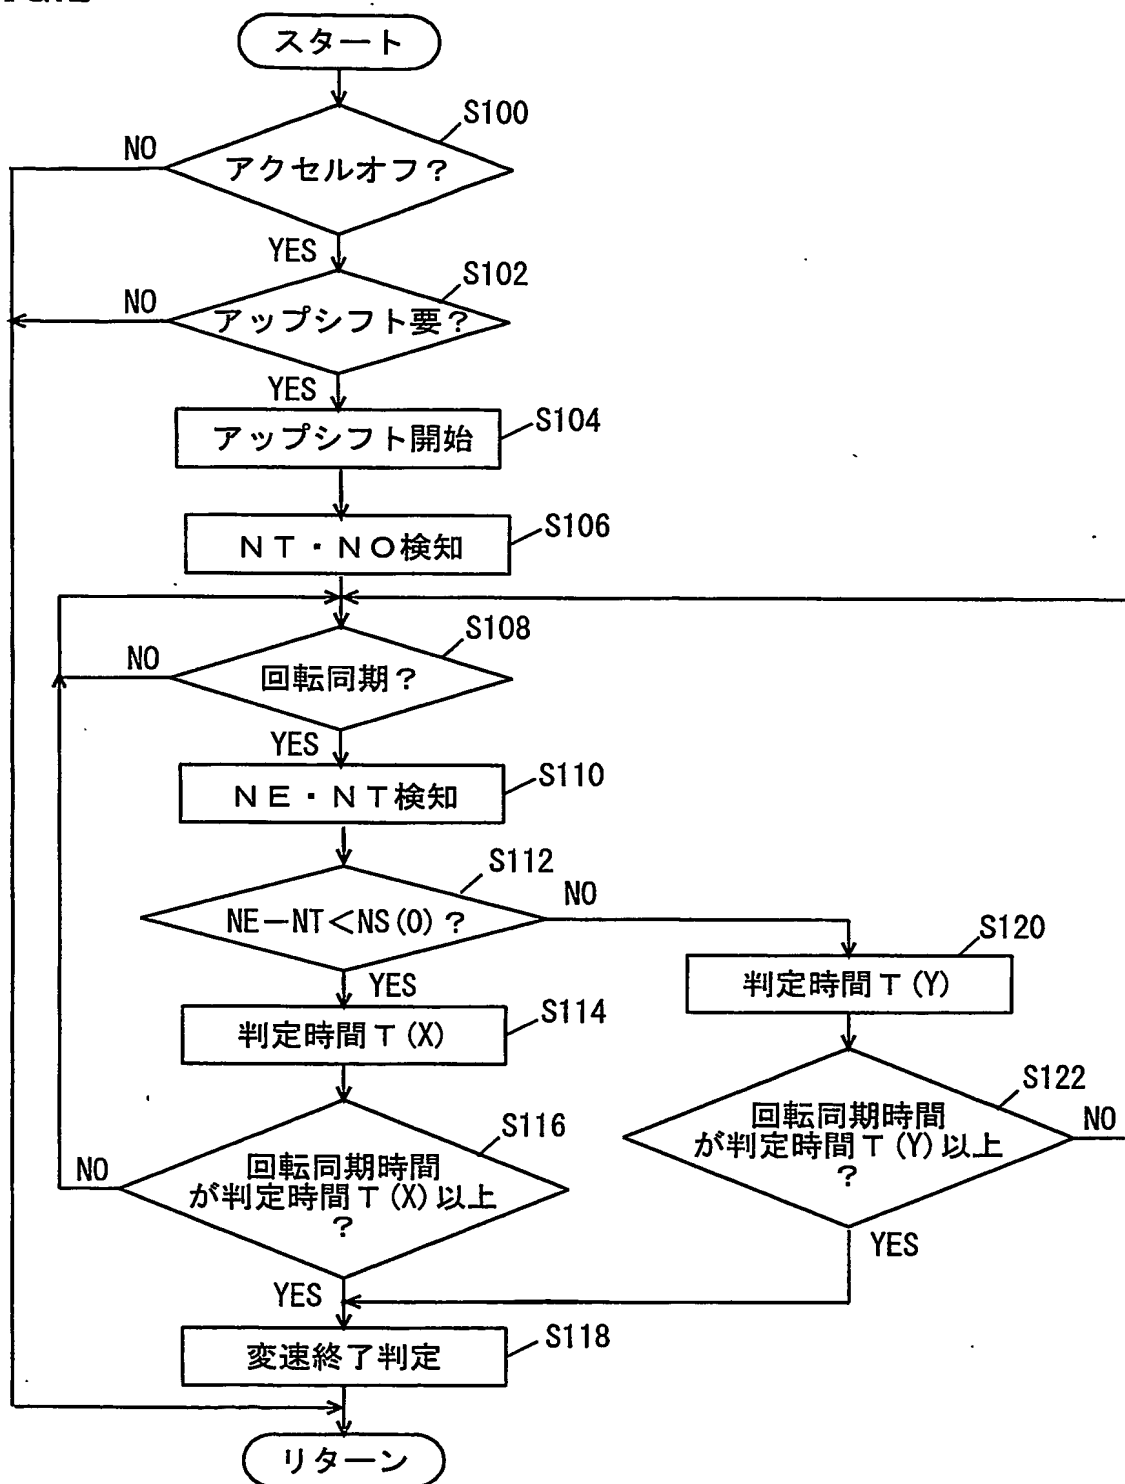 スタート
S100
NO
アクセルオフ？
YES
S102
NO
アップシフト要？
YES
S104
アップシフト開始
S106
ＮＴ・ＮＯ検知
S108
NO
回転同期？
YES
S110
ＮＥ・ＮＴ検知
S112
NO
NE－NT＜NS(0)？
S120
YES
判定時間Ｔ(Y)
S114
判定時間Ｔ(X)
S122
回転同期時間
が判定時間Ｔ(Y)以上
？
NO
S116
NO
回転同期時間
が判定時間Ｔ(X)以上
？
YES
YES
S118
変速終了判定
リターン